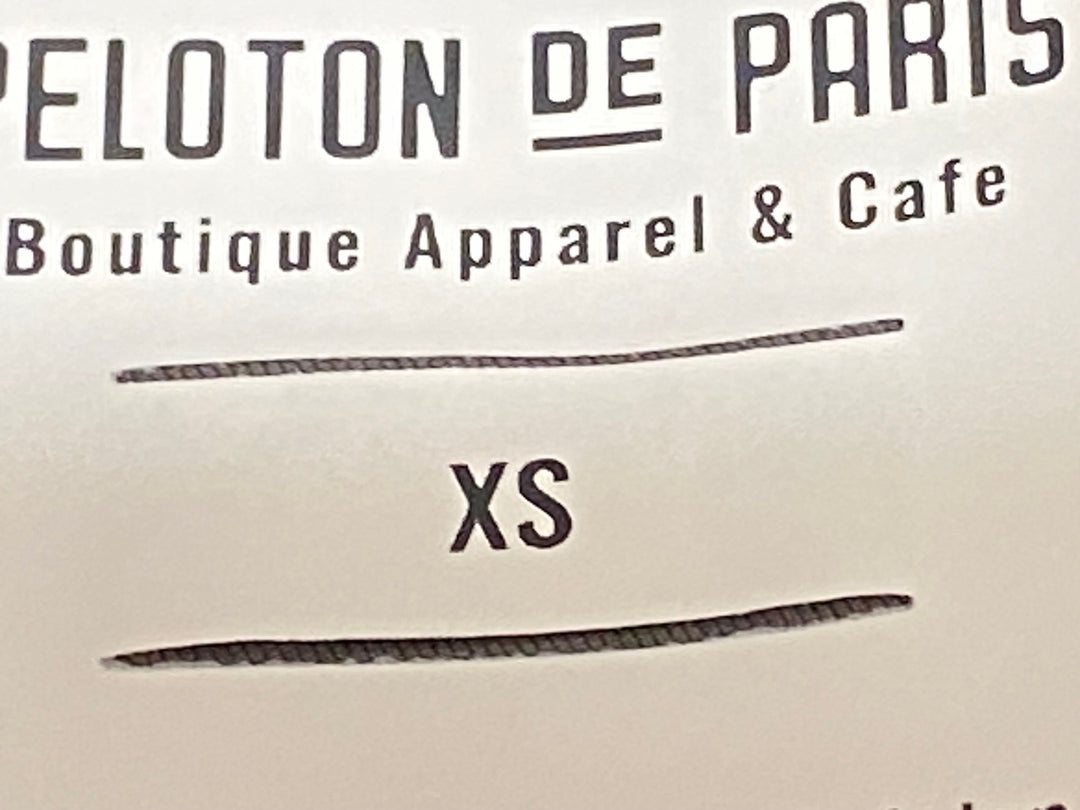 PELOTON DE PARIS
Boutique Apparel & Cafe
XS